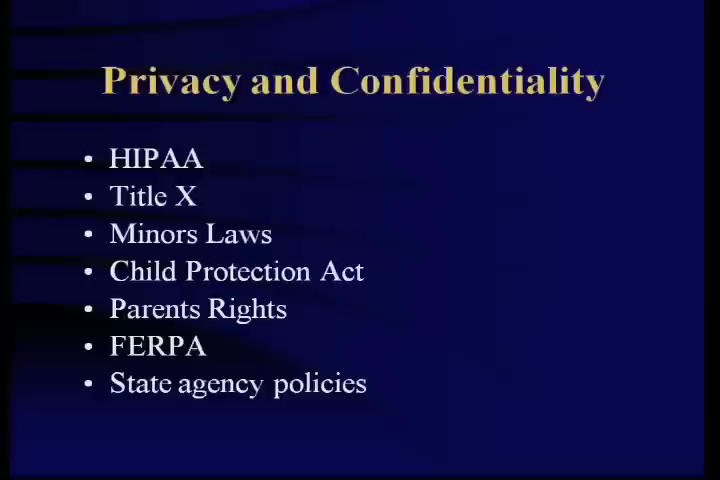 Privacy and Confidentiality
• HIPAA
• Title X
• Minors Laws
• Child Protection Act
• Parents Rights
• FERPA
• State agency policies